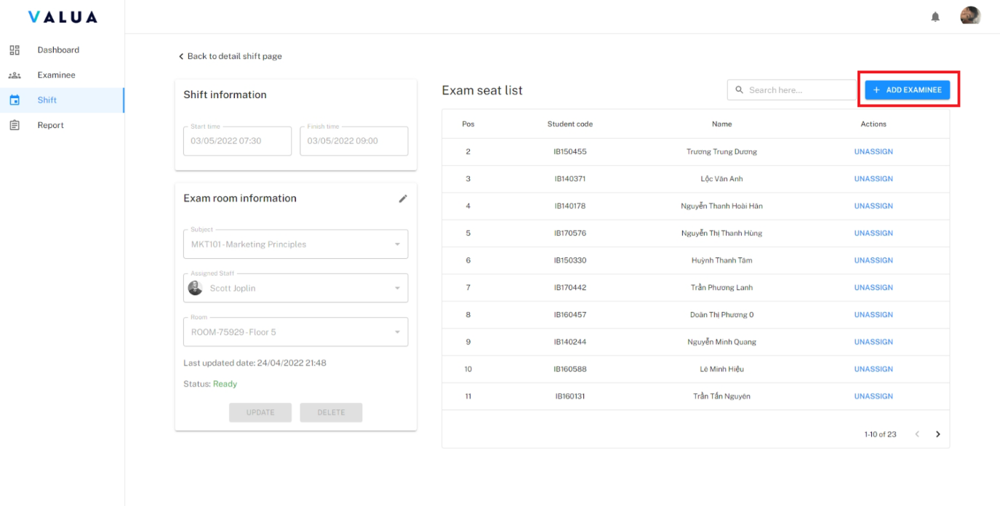 VALUA
Dashboard
Examinee
Shift
Report
Back to detail shift page
Shift information
Start time
03/05/2022 07:30
Finish time
03/05/2022 09:00
Exam room information
Subject
MKT101 - Marketing Principles
Assigned Staff
Scott Joplin
Room
ROOM-75929 - Floor 5
Last updated date: 24/04/2022 21:48
Status: Ready
UPDATE DELETE
Exam seat list
Search here...
+ ADD EXAMINEE
Pos Student code Name Actions
2 IB150455 Trương Trung Dương UNASSIGN
3 IB140371 Lộc Vân Anh UNASSIGN
4 IB140178 Nguyễn Thanh Hoài Hân UNASSIGN
5 IB170576 Nguyễn Thị Thanh Hùng UNASSIGN
6 IB150330 Huỳnh Thanh Tâm UNASSIGN
7 IB170442 Trần Phương Lanh UNASSIGN
8 IB160457 Doãn Thị Phương 0 UNASSIGN
9 IB140244 Nguyễn Minh Quang UNASSIGN
10 IB160588 Lê Minh Hiệu UNASSIGN
11 IB160131 Trần Tấn Nguyên UNASSIGN
1-10 of 23